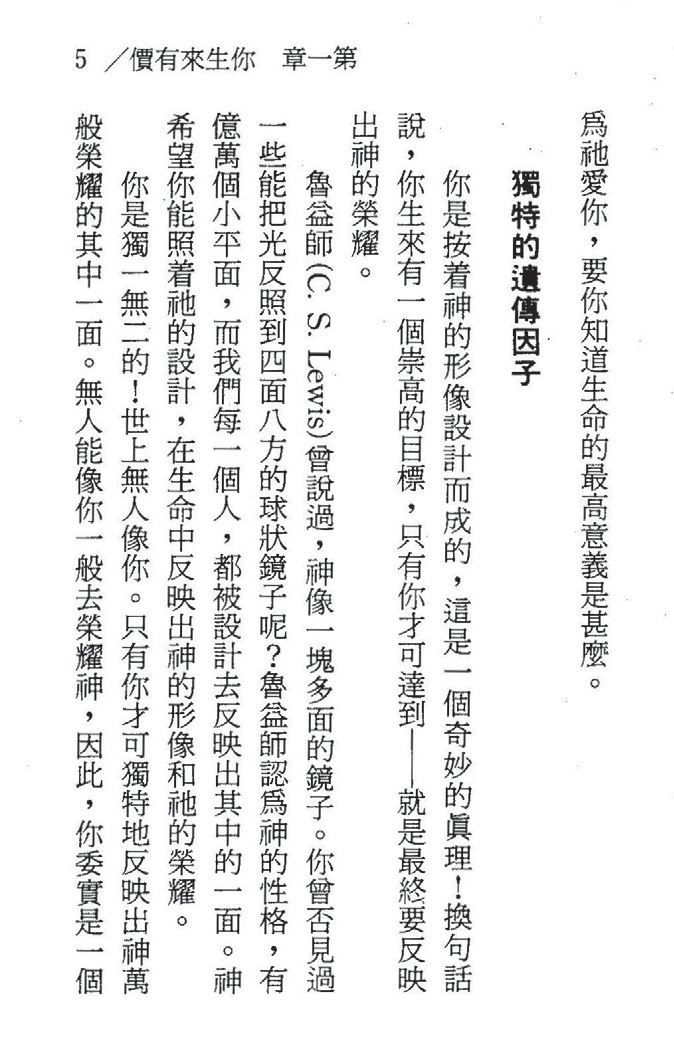 第一章　你生來有價／5
爲祂愛你，要你知道生命的最高意義是甚麼。
獨特的遺傳因子
你是按着神的形像設計而成的，這是一個奇妙的眞理！換句話
說，你生來有一個崇高的目標，只有你才可達到——就是最終要反映
出神的榮耀。
魯益師(C. S. Lewis)曾說過，神像一塊多面的鏡子。你曾否見過
一些能把光反照到四面八方的球狀鏡子呢？魯益師認爲神的性格，有
億萬個小平面，而我們每一個人，都被設計去反映出其中的一面。神
希望你能照着祂的設計，在生命中反映出神的形像和祂的榮耀。
你是獨一無二的！世上無人像你。只有你才可獨特地反映出神萬
般榮耀的其中一面。無人能像你一般去榮耀神，因此，你委實是一個